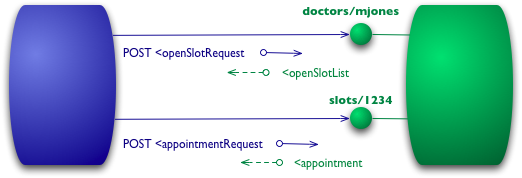 doctors/mjones
POST <openSlotRequest
<openSlotList
slots/1234
POST <appointmentRequest
<appointment